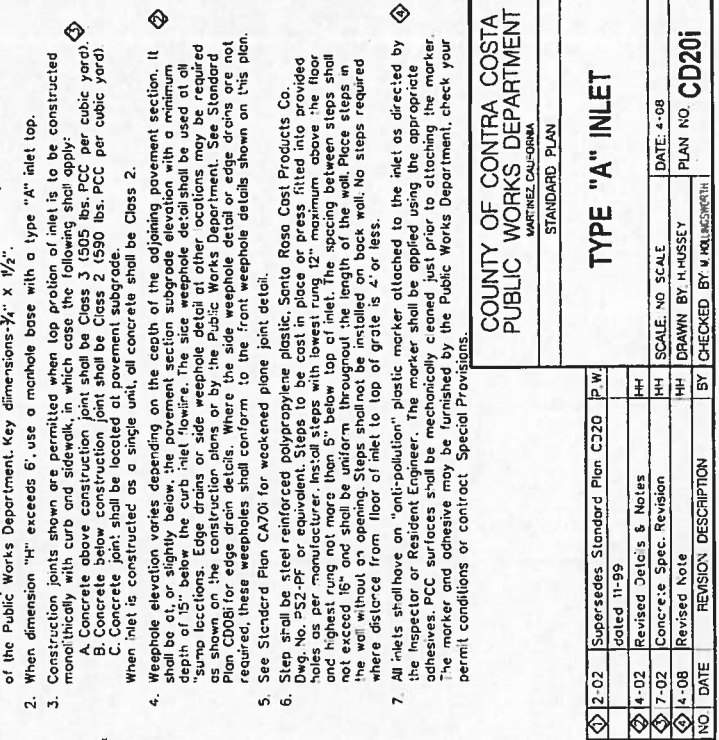 of the Public Works Department. Key diimensions-3/4" X 1 1/2".
2. When dimension "H" exceeds 6', use a manhole base with a type "A" inlet top.
3. Construction joints shown are permitted when top protion of inlet is to be constructed
monolithically with curb and sidewalk, in which case the following shall apply: 3
A. Concrete above construction joint shall be Class 3 (505 lbs. PCC per cubic yard).
B. Concrete below construction joint shall be Class 2 (590 lbs. PCC per cubic yard).
C. Concrete joint shall be located at pavement subgrade.
When inlet is constructed as a single unit, all concrete shall be Class 2.
4. Weephole elevation varies depending on the depth of the adjoining pavement section. It 2
shall be at, or slightly below, the pavement section subgrade elevation with a minimum
depth of 15" below the curb inlet flowline. The side weephole detail shall be used at all
"sump locations. Edge drains or side weephole detail at other locations may be required
as shown on the construction plans or by the Public Works Department. See Standard
Plan CD08i for edge drain details. Where the side weephole detail or edge drains are not
required, these weepholes shall conform to the front weephole details shown on this plan.
5. See Standard Plan CA70i for weakened plane joint detail.
6. Step shall be steel reinforced polypropylene plastic, Santa Rosa Cast Products Co.
Dwg. No. PS2-PF or equivalent. Steps to be cast in place or press fitted into provided
holes as per manufacturer. Install steps with lowest rung 12" maximum above the floor
and highest rung not more than 6" below top of inlet. The spacing between steps shall
not exceed 16" and shall be uniform throughout the length of the wall. Place steps in
the wall without an opening. Steps shall not be installed on back wall. No steps required
where distance from floor of inlet to top of grate is 4' or less.
7. All inlets shall have an "anti-pollution" plastic marker attached to the inlet as directed by 4
the Inspector or Resident Engineer. The marker shall be applied using the appropriate
adhesives. PCC surfaces shall be mechanically cleaned just prior to attaching the marker.
The marker and adhesive may be furnished by the Public Works Department, check your
permit conditions or contract Special Provisions.
1 2-02 Supersedes Standard Plan CD20 P.W.
dated 11-99
2 4-02 Revised Details & Notes HH
3 7-02 Concrete Spec. Revision HH
4 4-08 Revised Note HH
NO. DATE REVISION DESCRIPTION BY
COUNTY OF CONTRA COSTA
PUBLIC WORKS DEPARTMENT
MARTINEZ, CALIFORNIA
STANDARD PLAN
TYPE "A" INLET
SCALE: NO SCALE DATE: 4-08
DRAWN BY: H. HUSSEY PLAN NO. CD20i
CHECKED BY: M. HOLLINGSWORTH